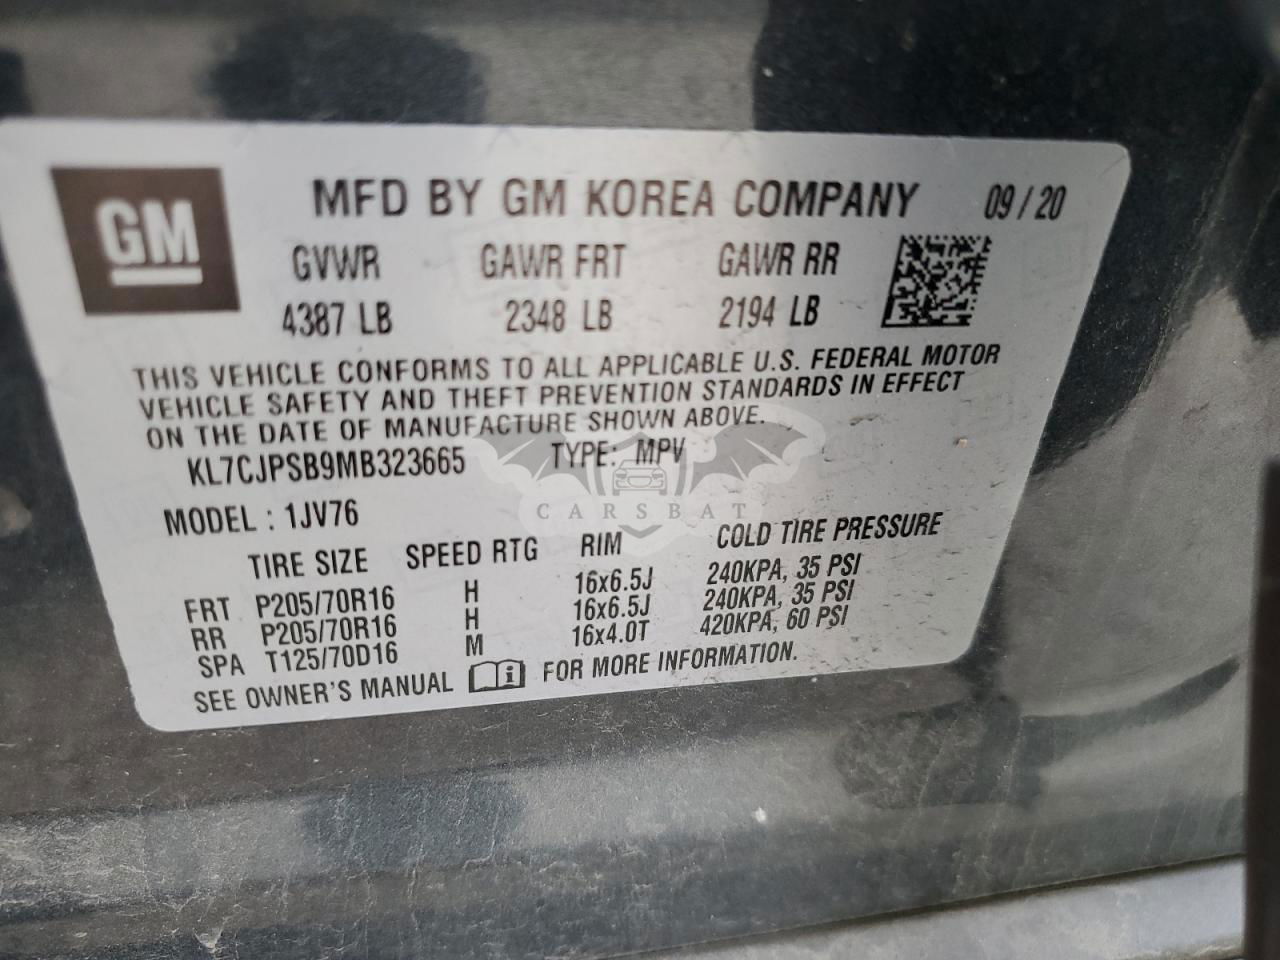 GM MFD BY GM KOREA COMPANY 09/20
GVWR GAWR FRT GAWR RR
4387 LB 2348 LB 2194 LB
THIS VEHICLE CONFORMS TO ALL APPLICABLE U.S. FEDERAL MOTOR
VEHICLE SAFETY AND THEFT PREVENTION STANDARDS IN EFFECT
ON THE DATE OF MANUFACTURE SHOWN ABOVE.
KL7CJPSB9MB323665 TYPE: MPV
CARSBAT
MODEL : 1JV76
TIRE SIZE SPEED RTG RIM COLD TIRE PRESSURE
FRT P205/70R16 H 16x6.5J 240KPA, 35 PSI
RR P205/70R16 H 16x6.5J 240KPA, 35 PSI
SPA T125/70D16 M 16x4.0T 420KPA, 60 PSI
SEE OWNER'S MANUAL i FOR MORE INFORMATION.